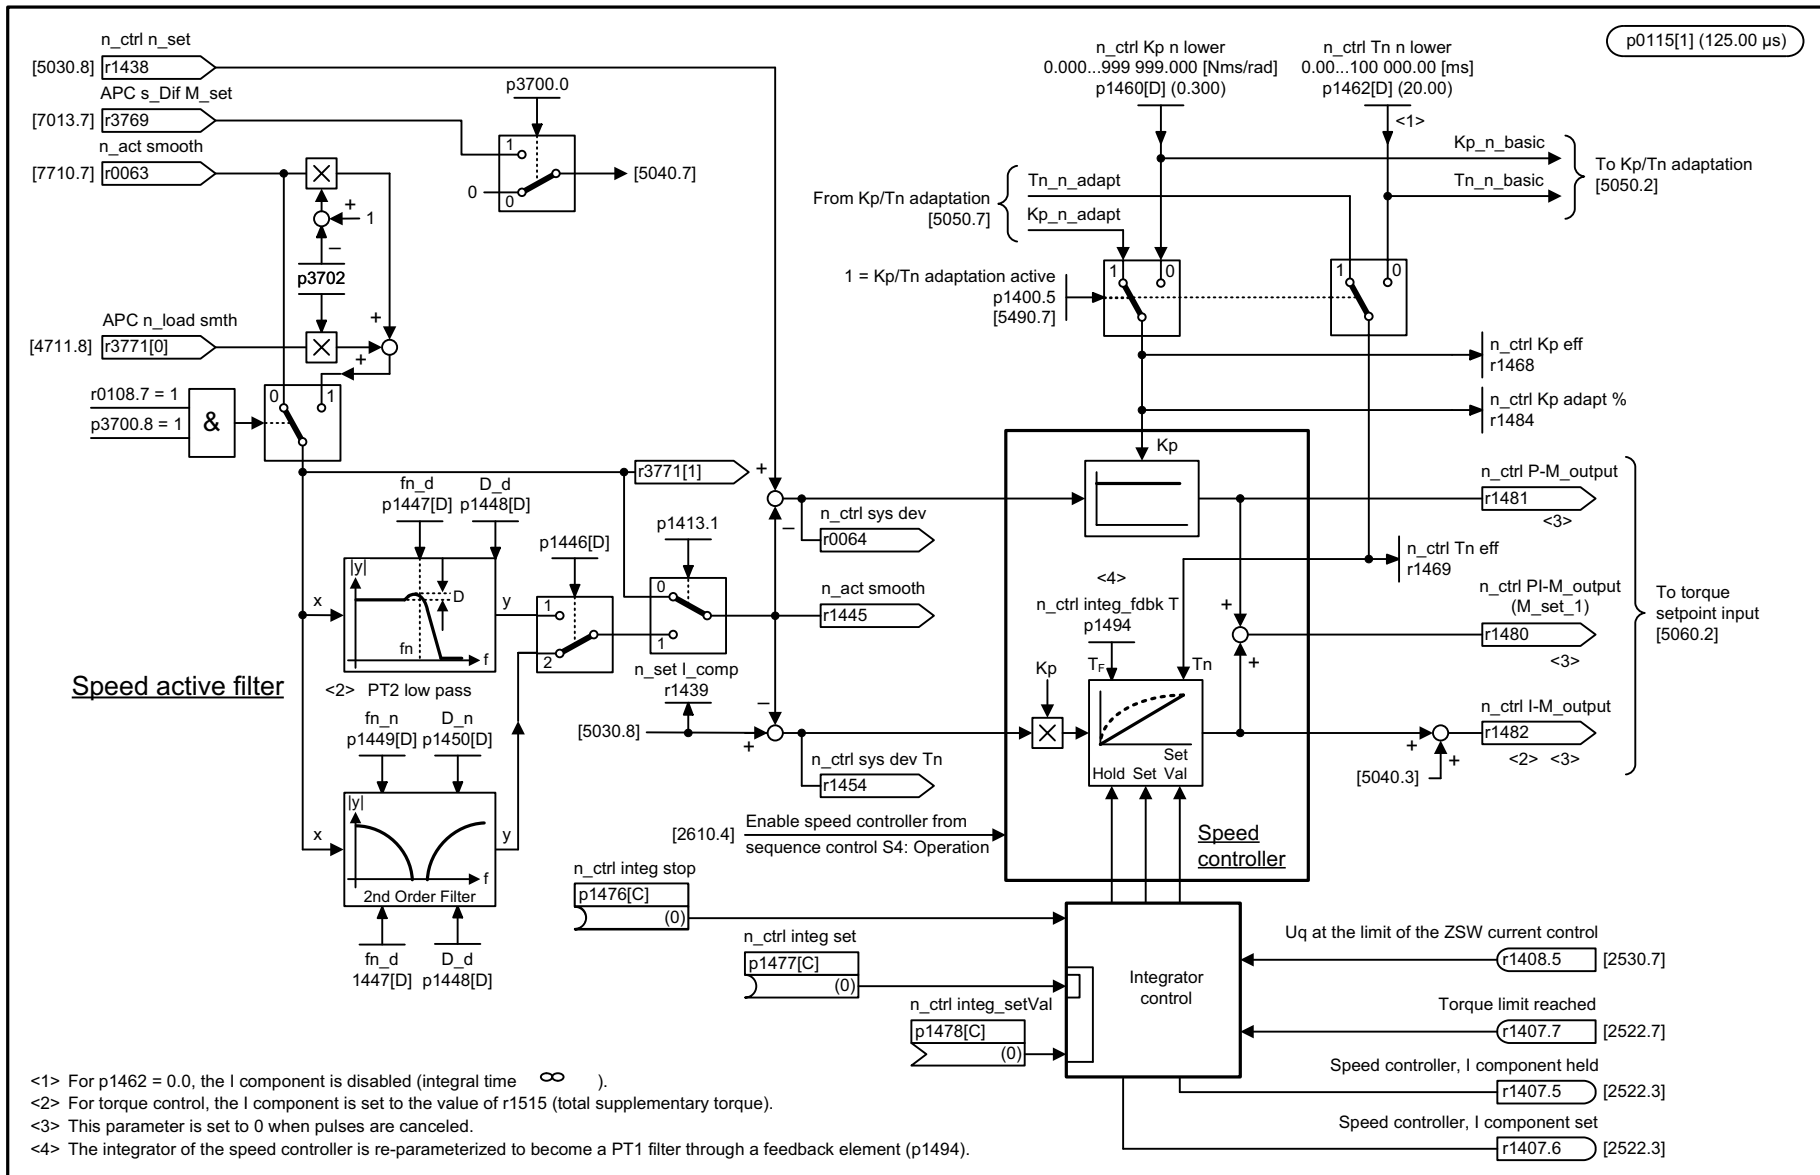 p0115[1] (125.00 µs)
n_ctrl n_set
[5030.8] r1438
APC s_Dif M_set
[7013.7] r3769
n_act smooth
[7710.7] r0063
p3700.0
1
0
0
[5040.7]
+
1
–
p3702
APC n_load smth
[4711.8] r3771[0]
+
+
r0108.7 = 1
p3700.8 = 1
&
0
1
n_ctrl Kp n lower
0.000...999 999.000 [Nms/rad]
p1460[D] (0.300)
n_ctrl Tn n lower
0.00...100 000.00 [ms]
p1462[D] (20.00)
<1>
Kp_n_basic
Tn_n_basic
To Kp/Tn adaptation
[5050.2]
From Kp/Tn adaptation
[5050.7]
Tn_n_adapt
Kp_n_adapt
1 = Kp/Tn adaptation active
p1400.5
[5490.7]
1
0
1
0
n_ctrl Kp eff
r1468
n_ctrl Kp adapt %
r1484
r3771[1]
+
–
n_ctrl sys dev
r0064
Kp
n_ctrl P-M_output
r1481
<3>
fn_d
p1447[D]
D_d
p1448[D]
|y|
D
fn
f
x
y
<2> PT2 low pass
p1446[D]
1
2
p1413.1
0
1
n_act smooth
r1445
n_ctrl Tn eff
r1469
<4>
n_ctrl integ_fdbk T
p1494
TF
Tn
+
+
n_ctrl PI-M_output
(M_set_1)
r1480
<3>
To torque
setpoint input
[5060.2]
Speed active filter
n_set I_comp
r1439
[5030.8]
–
+
n_ctrl sys dev Tn
r1454
Kp
Set
Hold Set Val
+
+
[5040.3]
n_ctrl I-M_output
r1482
<2> <3>
fn_n
p1449[D]
D_n
p1450[D]
|y|
f
x
y
2nd Order Filter
fn_d
1447[D]
D_d
p1448[D]
[2610.4]
Enable speed controller from
sequence control S4: Operation
Speed
controller
n_ctrl integ stop
p1476[C]
(0)
n_ctrl integ set
p1477[C]
(0)
n_ctrl integ_setVal
p1478[C]
(0)
Integrator
control
Uq at the limit of the ZSW current control
r1408.5 [2530.7]
Torque limit reached
r1407.7 [2522.7]
Speed controller, I component held
r1407.5 [2522.3]
Speed controller, I component set
r1407.6 [2522.3]
<1> For p1462 = 0.0, the I component is disabled (integral time ∞ ).
<2> For torque control, the I component is set to the value of r1515 (total supplementary torque).
<3> This parameter is set to 0 when pulses are canceled.
<4> The integrator of the speed controller is re-parameterized to become a PT1 filter through a feedback element (p1494).